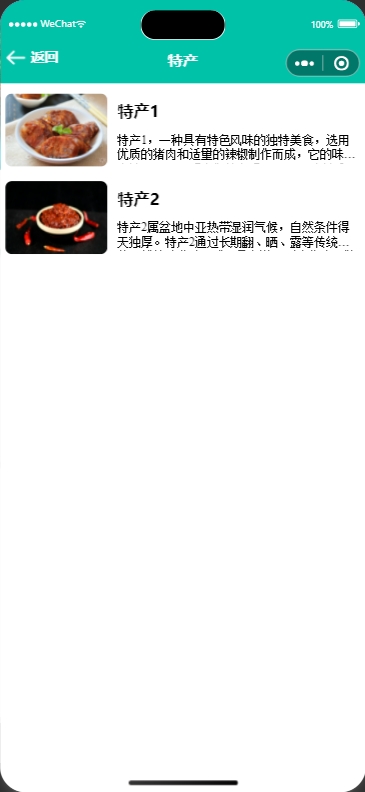 ●●●●● WeChat
100%
返回
特产
特产1
特产1，一种具有特色风味的独特美食，选用
优质的猪肉和适量的辣椒制作而成，它的味...
特产2
特产2属盆地中亚热带湿润气候，自然条件得
天独厚。特产2通过长期翻、晒、露等传统...